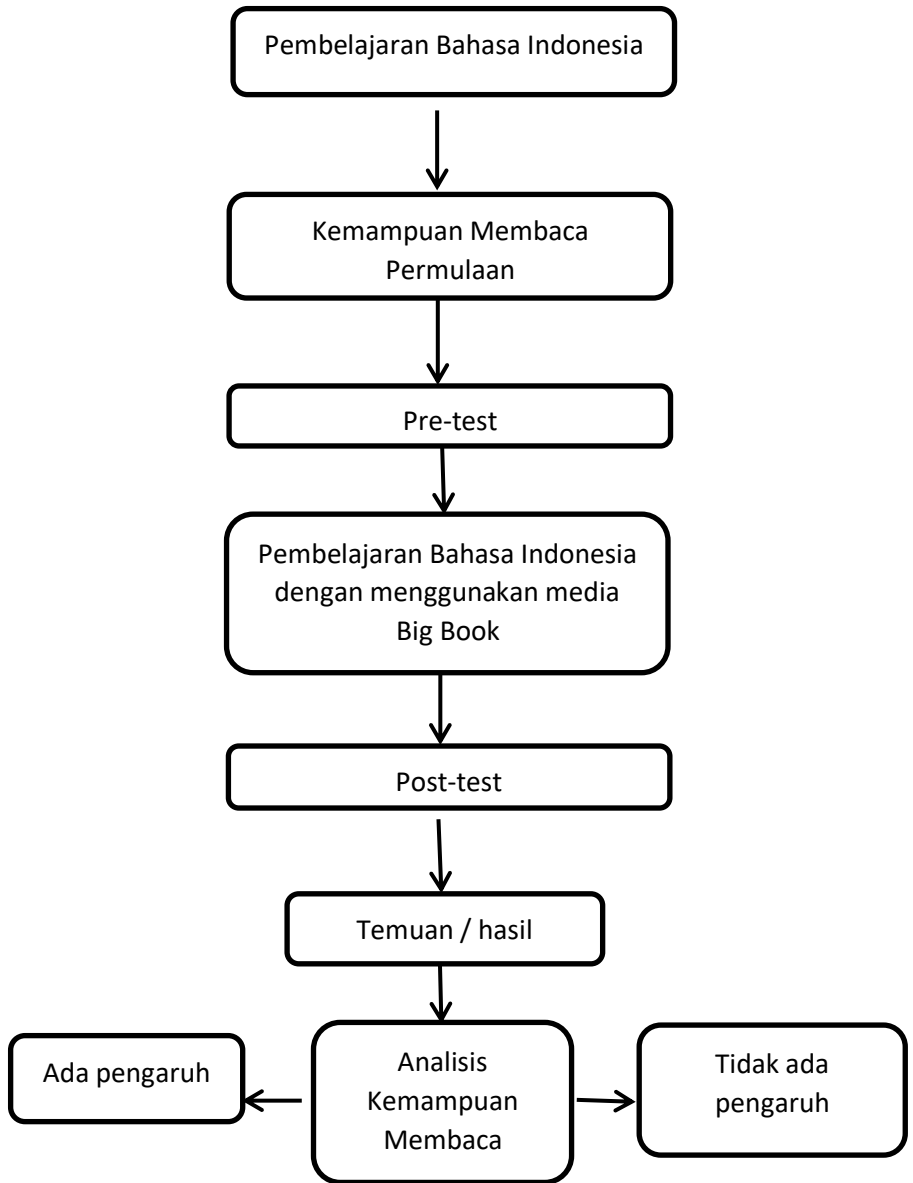 Pembelajaran Bahasa Indonesia
Kemampuan Membaca
Permulaan
Pre-test
Pembelajaran Bahasa Indonesia
dengan menggunakan media
Big Book
Post-test
Temuan / hasil
Ada pengaruh
Analisis
Kemampuan
Membaca
Tidak ada
pengaruh